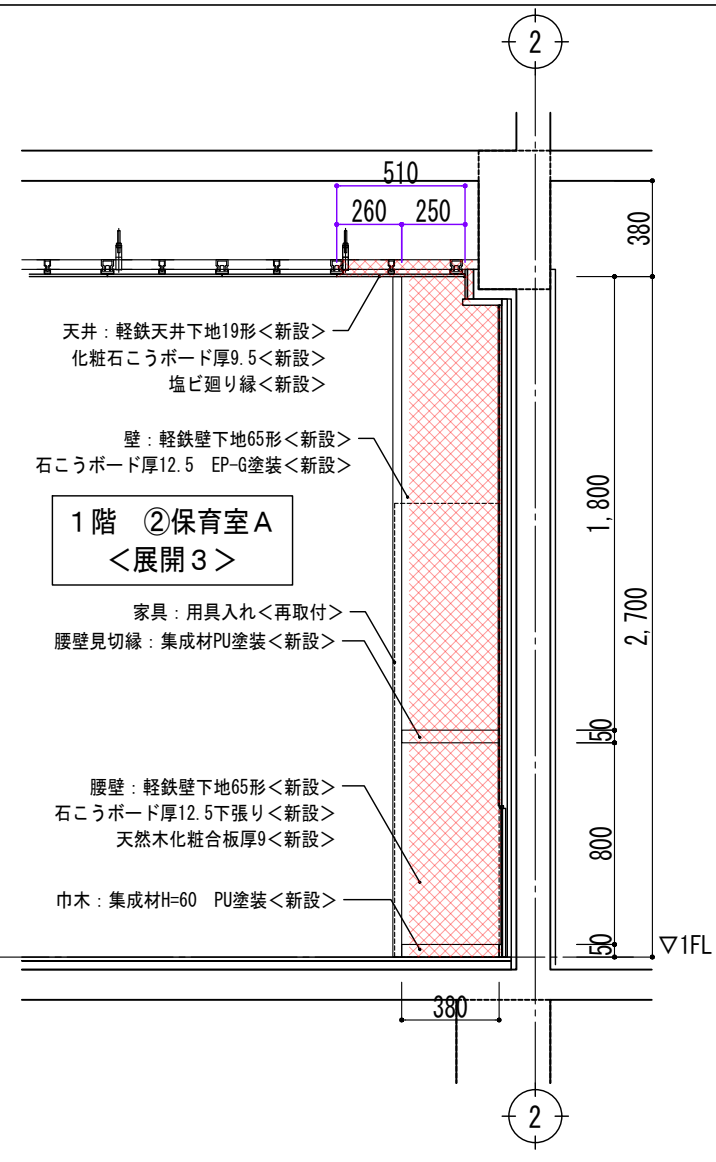 2
510
260
250
380
天井：軽鉄天井下地19形＜新設＞
化粧石こうボード厚9.5＜新設＞
塩ビ廻り縁＜新設＞
壁：軽鉄壁下地65形＜新設＞
石こうボード厚12.5　EP-G塗装＜新設＞
1,800
１階　②保育室Ａ
＜展開３＞
2,700
家具：用具入れ＜再取付＞
腰壁見切縁：集成材PU塗装＜新設＞
50
腰壁：軽鉄壁下地65形＜新設＞
石こうボード厚12.5下張り＜新設＞
天然木化粧合板厚9＜新設＞
800
巾木：集成材H=60　PU塗装＜新設＞
50
▽1FL
380
2